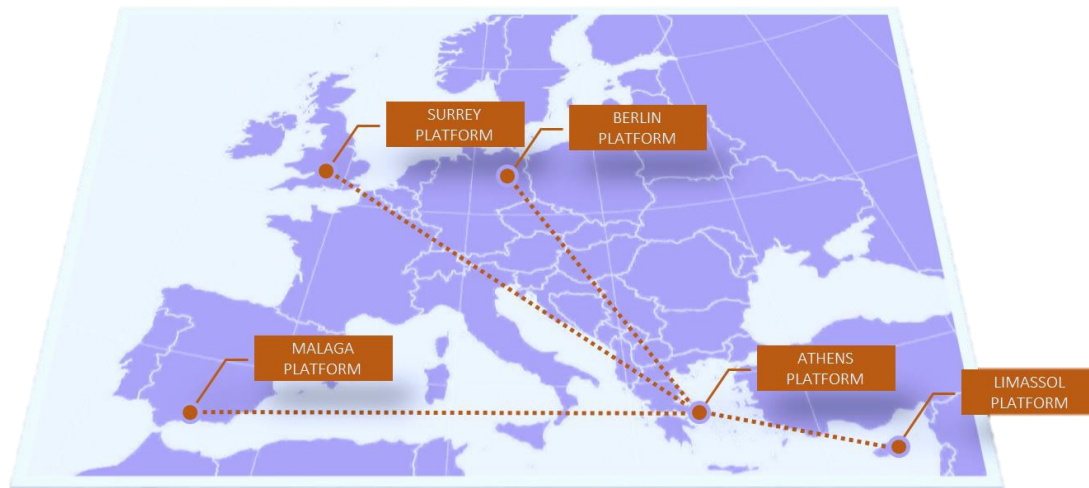 SURREY
PLATFORM
BERLIN
PLATFORM
MALAGA
PLATFORM
ATHENS
PLATFORM
LIMASSOL
PLATFORM